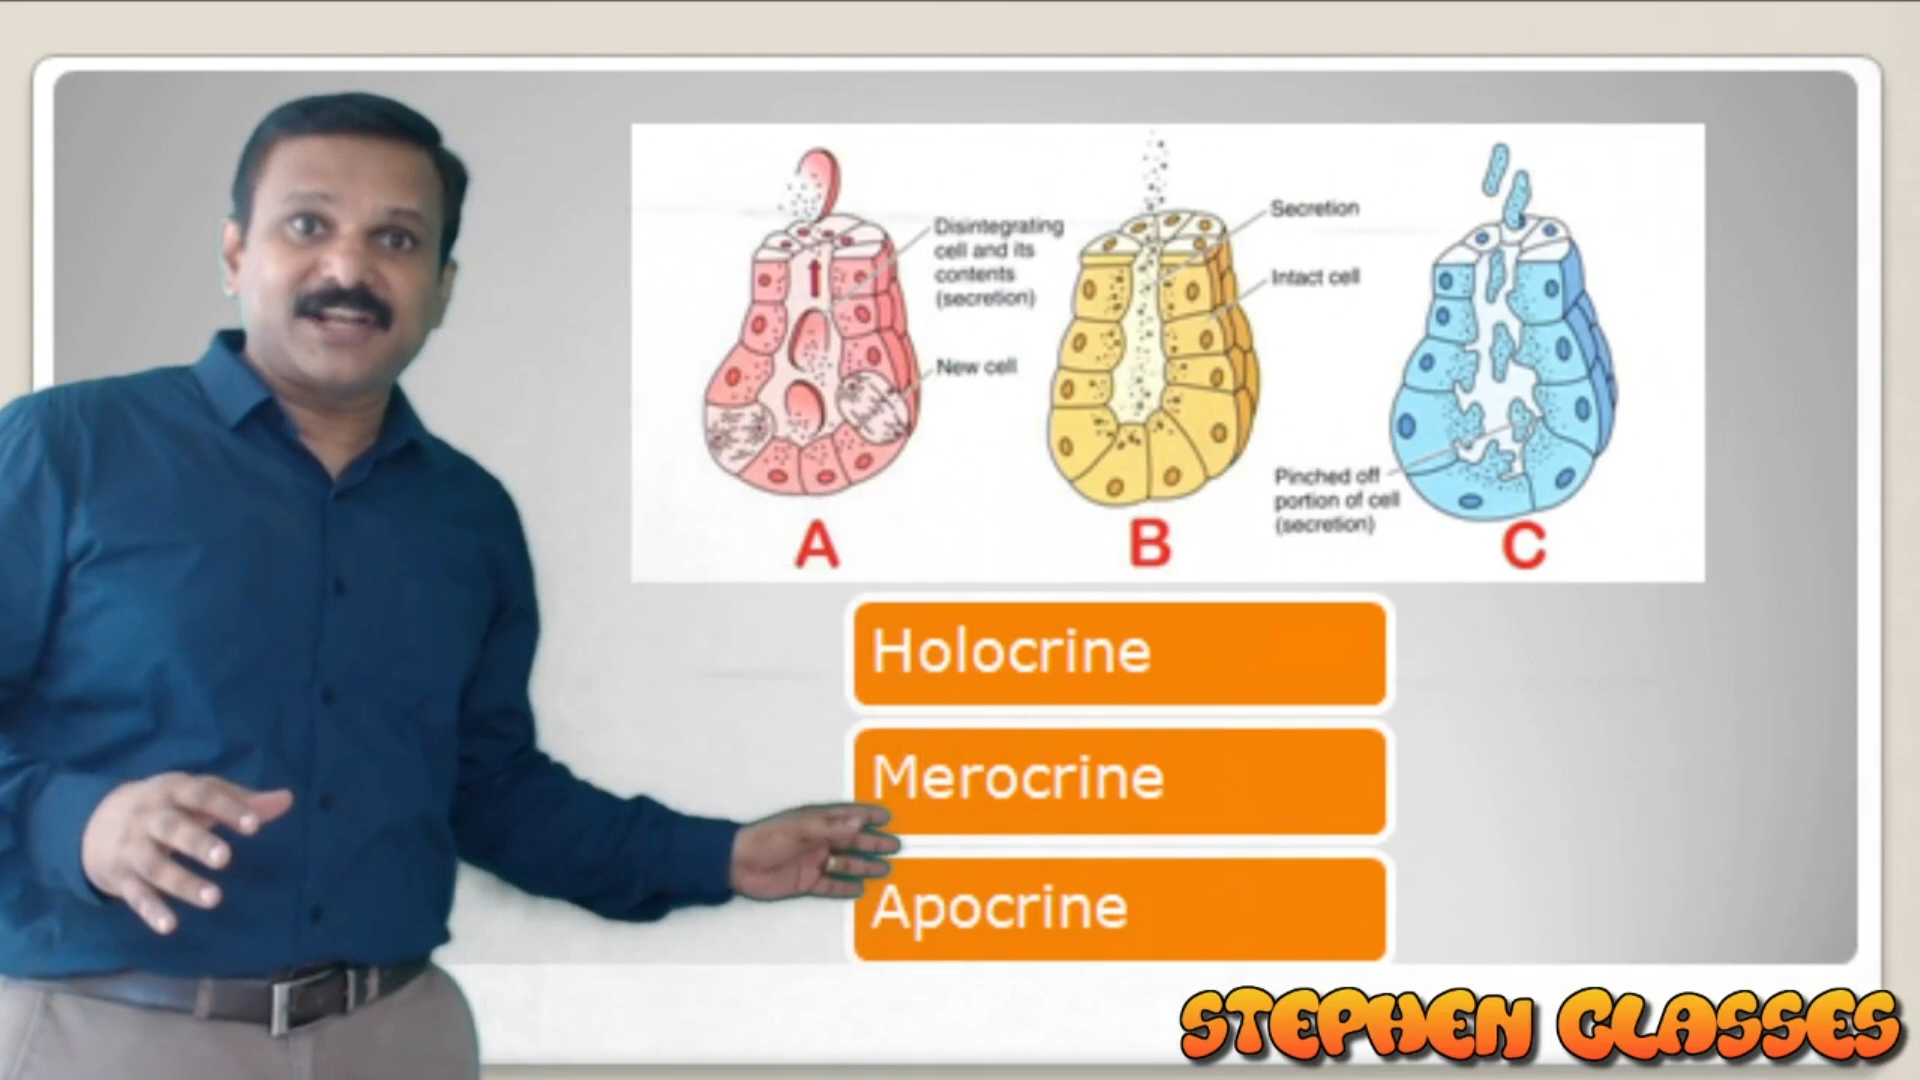 Disintegrating
cell and its
contents
(secretion)
New cell
Secretion
Intact cell
Pinched off
portion of cell
(secretion)
A
B
C
Holocrine
Merocrine
Apocrine
STEPHEN CLASSES